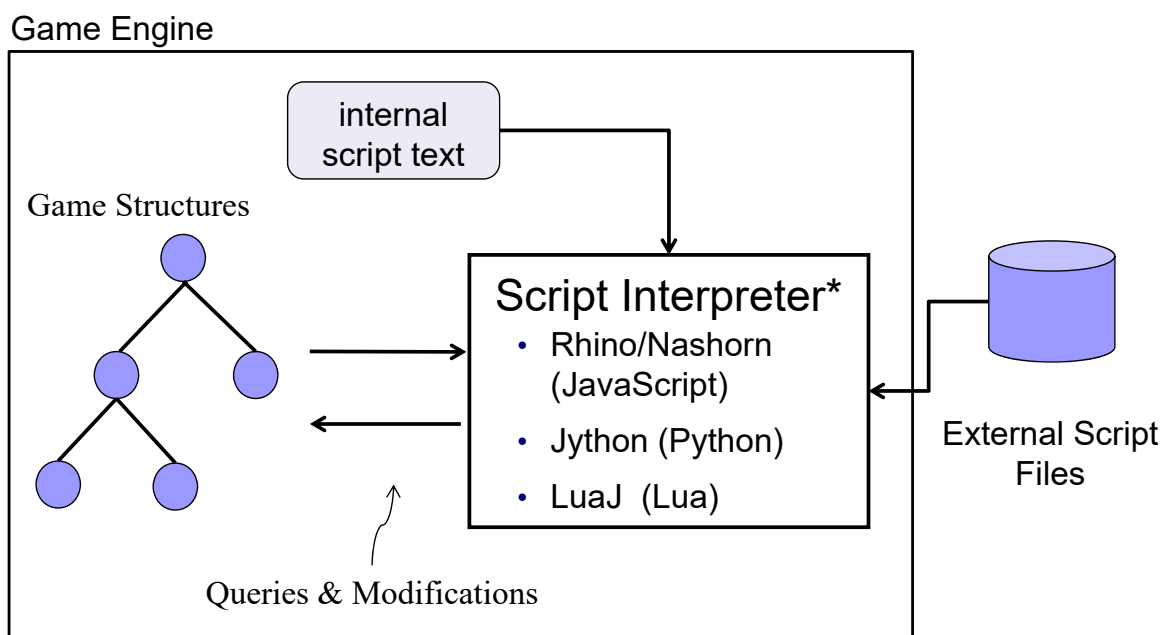 Game Engine
internal
script text
Game Structures
Script Interpreter*
• Rhino/Nashorn
(JavaScript)
• Jython (Python)
• LuaJ (Lua)
External Script
Files
Queries & Modifications